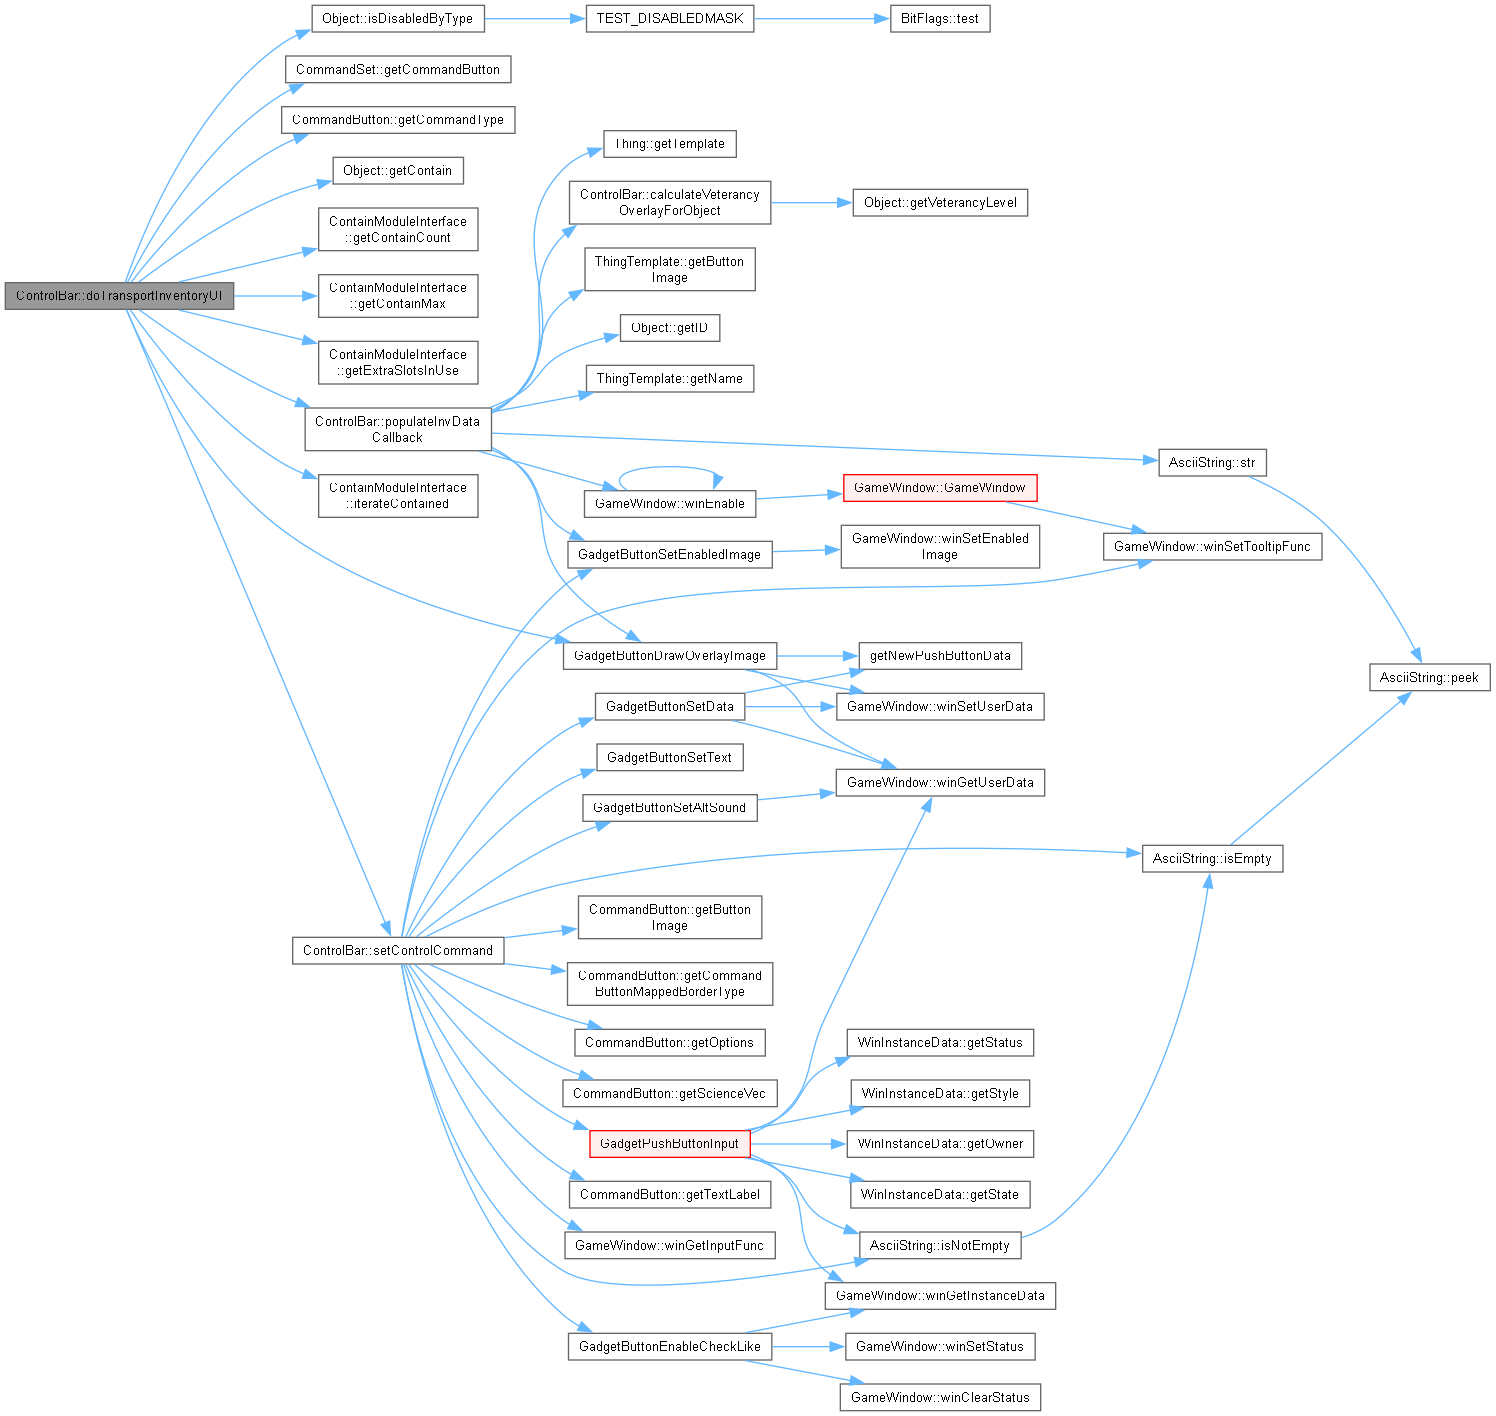 Object::isDisabledByType
TEST_DISABLEDMASK
BitFlags::test
CommandSet::getCommandButton
CommandButton::getCommandType
Thing::getTemplate
Object::getContain
ControlBar::calculateVeterancy
OverlayForObject
Object::getVeterancyLevel
ContainModuleInterface
::getContainCount
ThingTemplate::getButton
Image
ControlBar::doTransportInventoryUI
ContainModuleInterface
::getContainMax
Object::getID
ContainModuleInterface
::getExtraSlotsInUse
ThingTemplate::getName
ControlBar::populateInvData
Callback
AsciiString::str
ContainModuleInterface
::iterateContained
GameWindow::winEnable
GameWindow::GameWindow
GadgetButtonSetEnabledImage
GameWindow::winSetEnabled
Image
GameWindow::winSetTooltipFunc
GadgetButtonDrawOverlayImage
getNewPushButtonData
AsciiString::peek
GadgetButtonSetData
GameWindow::winSetUserData
GadgetButtonSetText
GameWindow::winGetUserData
GadgetButtonSetAltSound
AsciiString::isEmpty
CommandButton::getButton
Image
ControlBar::setControlCommand
CommandButton::getCommand
ButtonMappedBorderType
CommandButton::getOptions
WinInstanceData::getStatus
CommandButton::getScienceVec
WinInstanceData::getStyle
GadgetPushButtonInput
WinInstanceData::getOwner
CommandButton::getTextLabel
WinInstanceData::getState
GameWindow::winGetInputFunc
AsciiString::isNotEmpty
GameWindow::winGetInstanceData
GadgetButtonEnableCheckLike
GameWindow::winSetStatus
GameWindow::winClearStatus